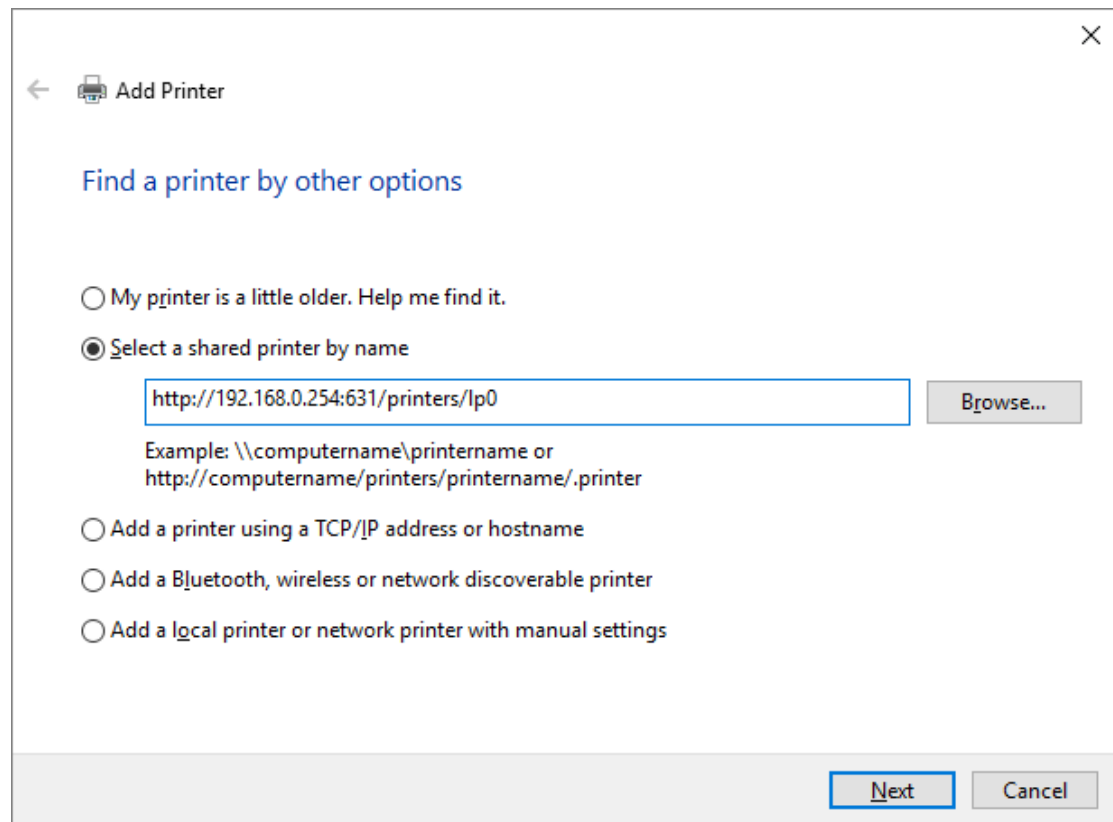 Add Printer
Find a printer by other options
My printer is a little older. Help me find it.
Select a shared printer by name
http://192.168.0.254:631/printers/lp0
Browse...
Example: \\computername\printername or
http://computername/printers/printername/.printer
Add a printer using a TCP/IP address or hostname
Add a Bluetooth, wireless or network discoverable printer
Add a local printer or network printer with manual settings
Next
Cancel